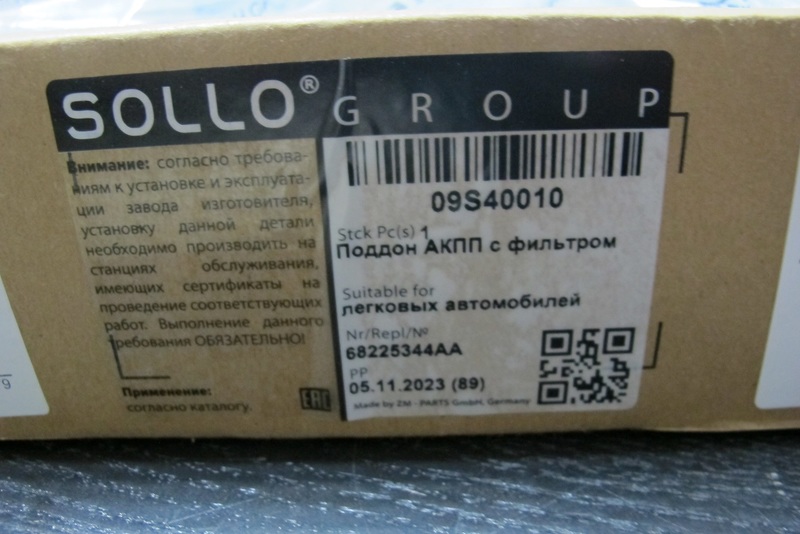 SOLLO® GROUP
Внимание: согласно требова-
ниям к установке и эксплуата-
ции завода изготовителя,
установку данной детали
необходимо производить на
станциях обслуживания,
имеющих сертификаты на
проведение соответствующих
работ. Выполнение данного
требования ОБЯЗАТЕЛЬНО!
Применение:
согласно каталогу.
EAC
09S40010
Stck Pc(s) 1
Поддон АКПП с фильтром
Suitable for
легковых автомобилей
Nr/Repl/№
68225344AA
PP
05.11.2023 (89)
Made by ZM - PARTS GmbH, Germany
9